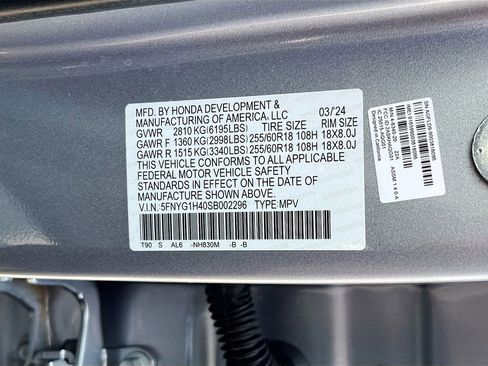 MFD. BY HONDA DEVELOPMENT &
MANUFACTURING OF AMERICA, LLC 03/24
GVWR 2810 KG(6195LBS) TIRE SIZE RIM SIZE
GAWR F 1360 KG(2998LBS) 255/60R18 108H 18X8.0J
GAWR R 1515 KG(3340LBS) 255/60R18 108H 18X8.0J
THIS VEHICLE CONFORMS TO ALL APPLICABLE
FEDERAL MOTOR VEHICLE SAFETY
STANDARDS IN EFFECT ON THE DATE OF
MANUFACTURE SHOWN ABOVE.
V.I.N. 5FNYG1H40SB002296 TYPE:MPV
T90 S AL6 -NH830M -B -B
Designed in California